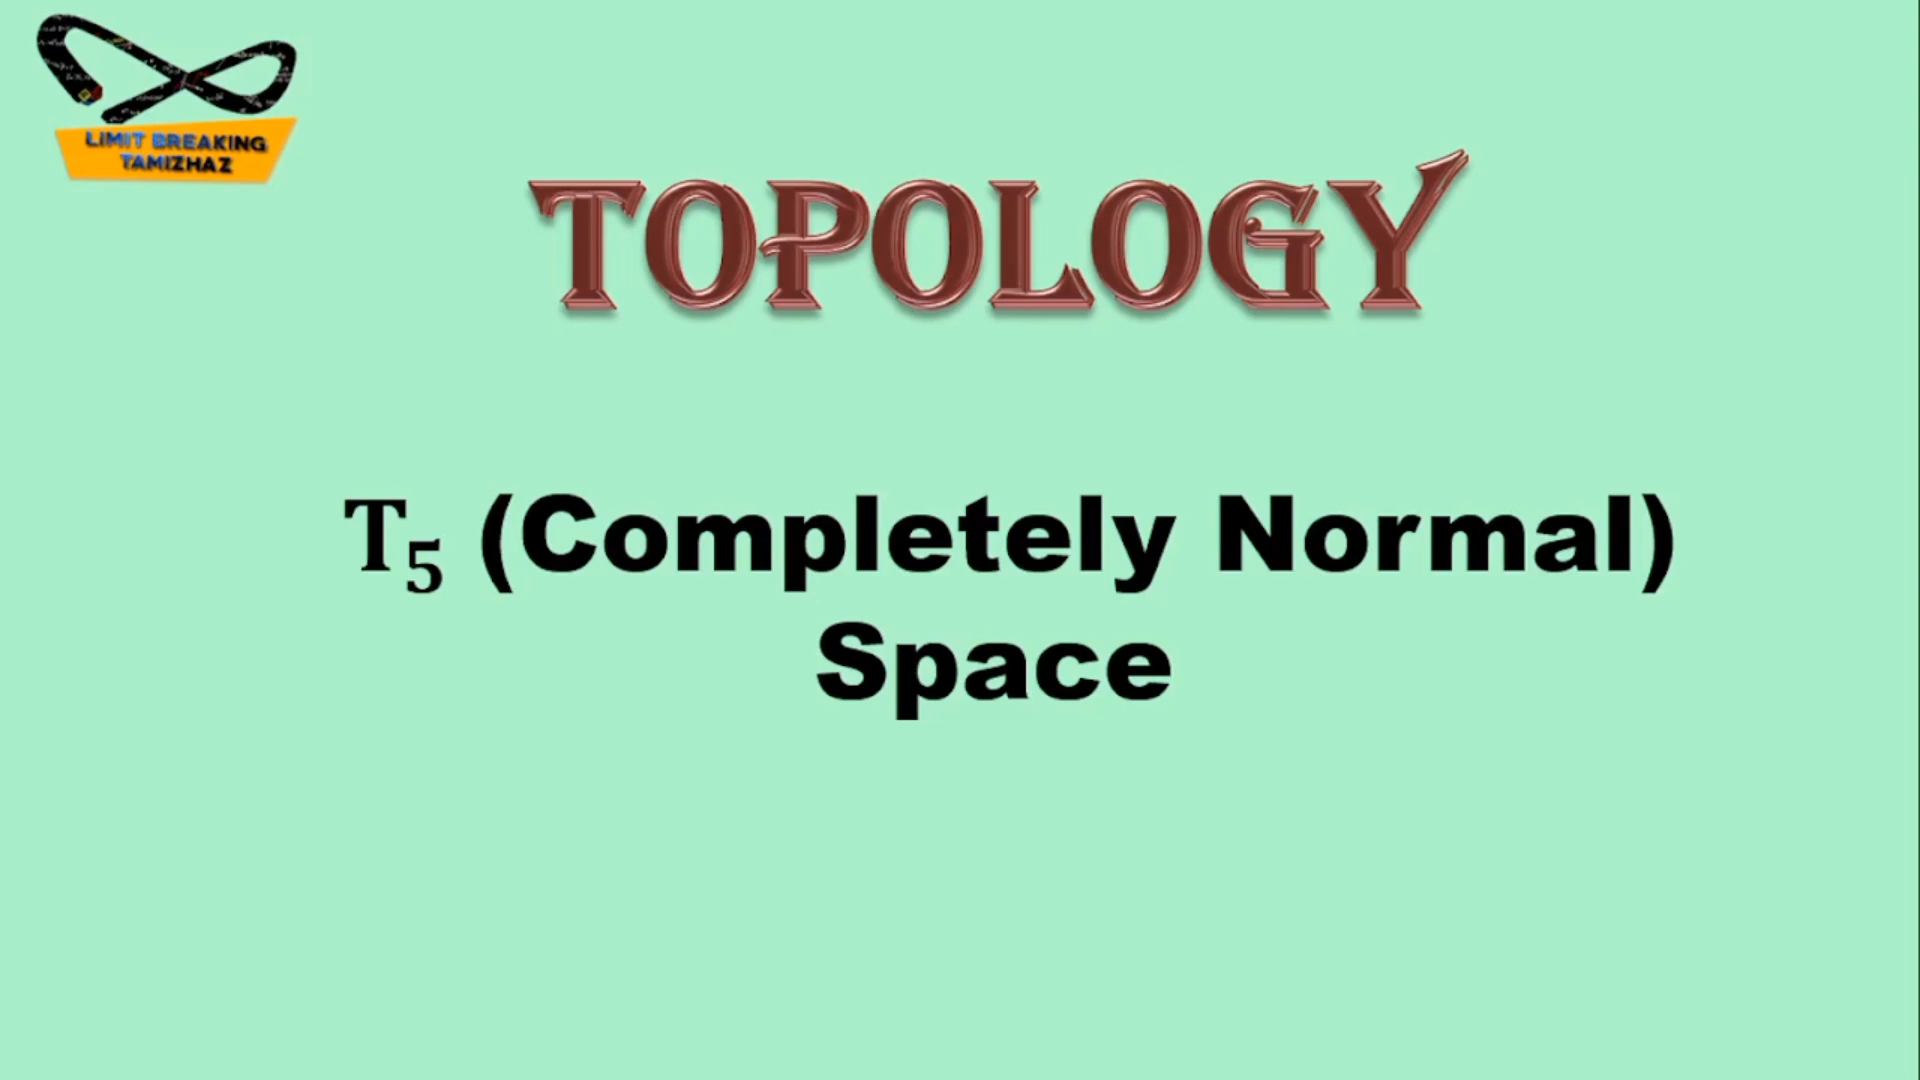 LIMIT BREAKING
TAMIZHAZ
TOPOLOGY
T₅ (Completely Normal)
Space